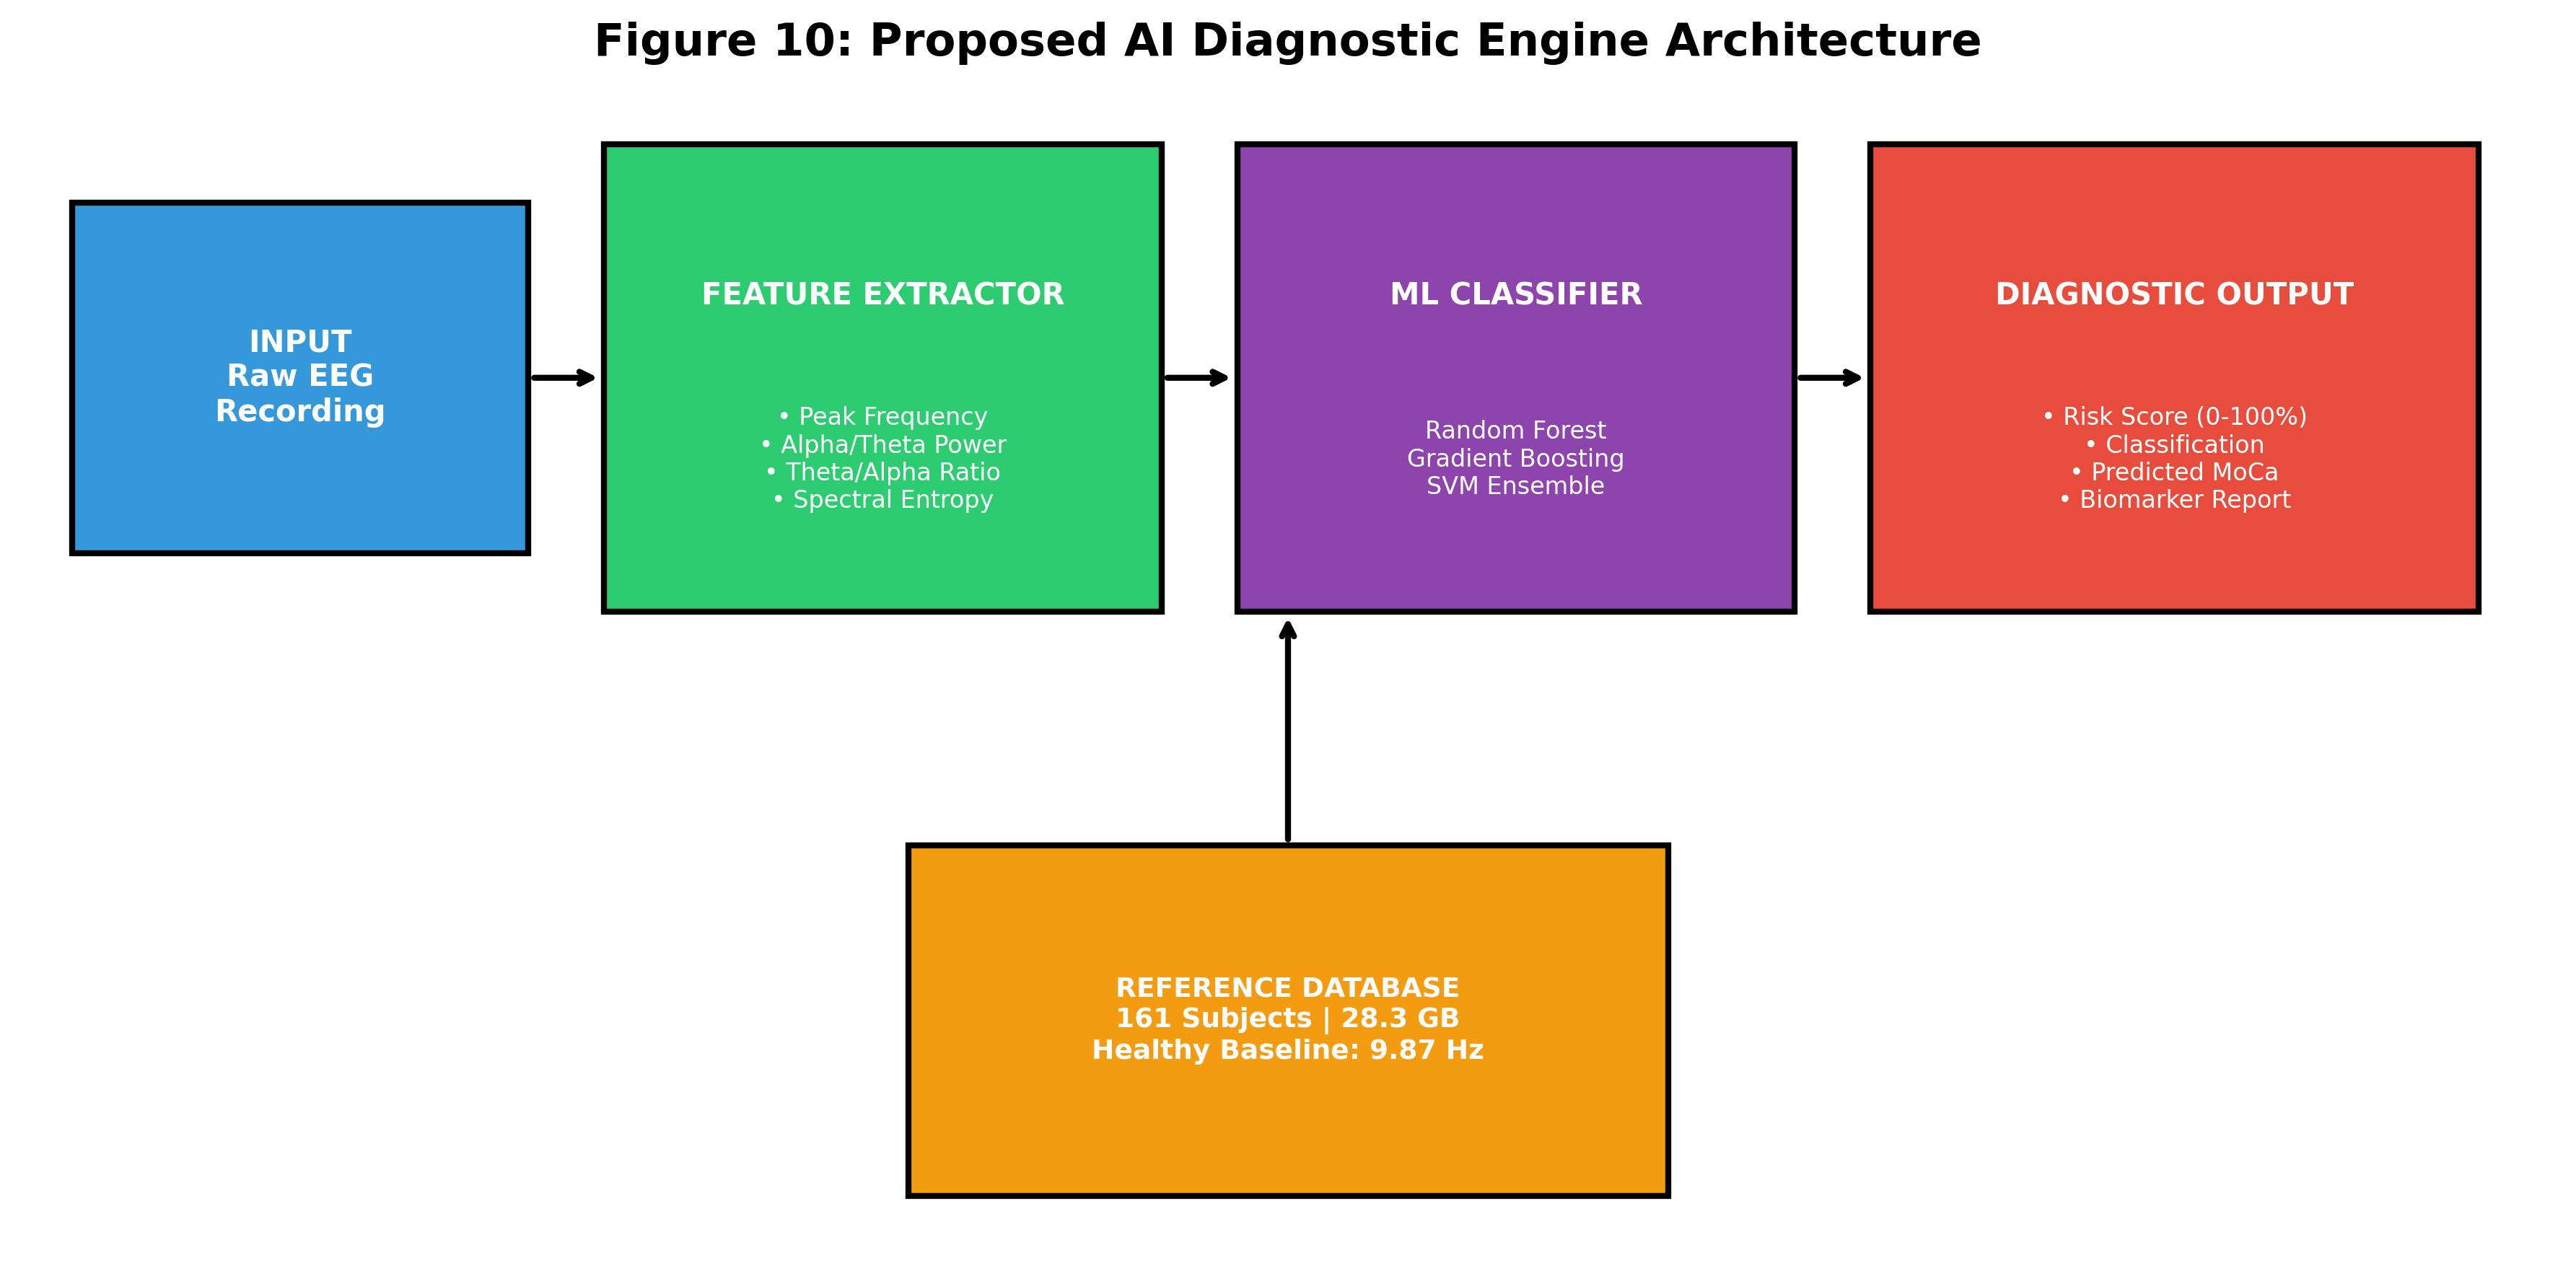 Figure 10: Proposed AI Diagnostic Engine Architecture
INPUT
Raw EEG
Recording
FEATURE EXTRACTOR
• Peak Frequency
• Alpha/Theta Power
• Theta/Alpha Ratio
• Spectral Entropy
ML CLASSIFIER
Random Forest
Gradient Boosting
SVM Ensemble
DIAGNOSTIC OUTPUT
• Risk Score (0-100%)
• Classification
• Predicted MoCa
• Biomarker Report
REFERENCE DATABASE
161 Subjects | 28.3 GB
Healthy Baseline: 9.87 Hz